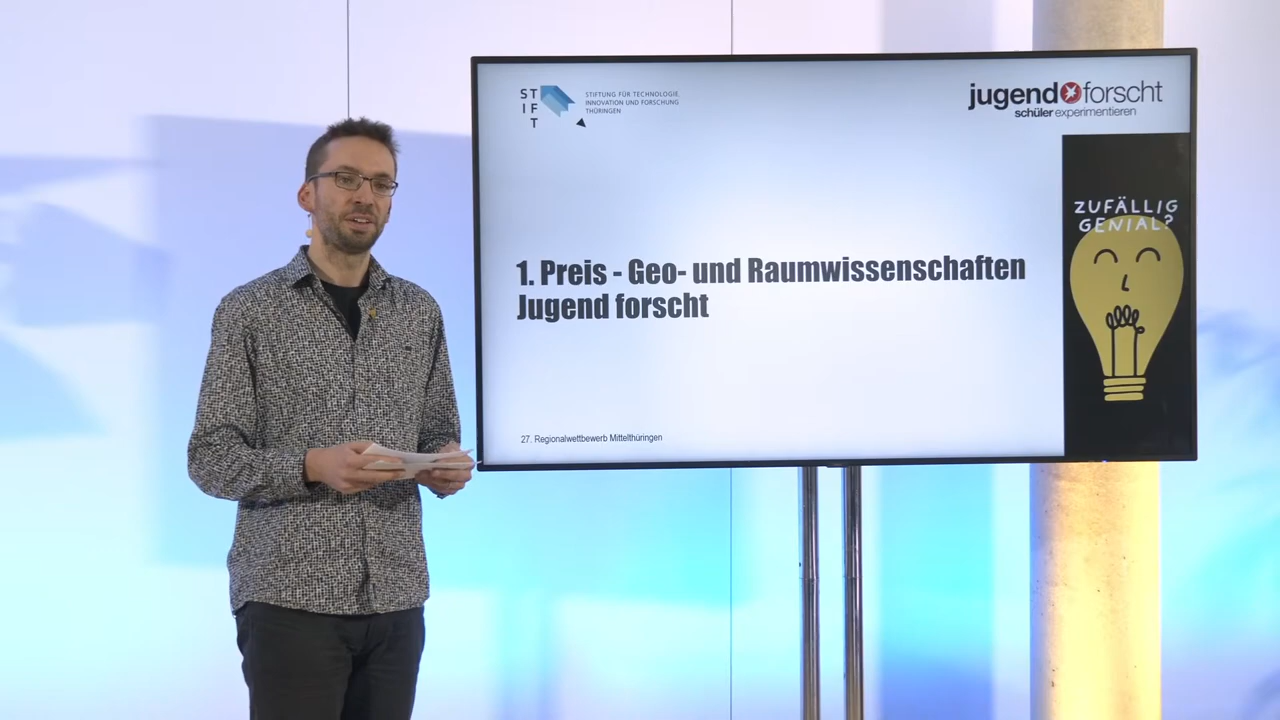 ST
IF
T
STIFTUNG FÜR TECHNOLOGIE,
INNOVATION UND FORSCHUNG
THÜRINGEN
jugend forscht
schüler experimentieren
ZUFÄLLIG
GENIAL?
1. Preis - Geo- und Raumwissenschaften
Jugend forscht
27. Regionalwettbewerb Mittelthüringen